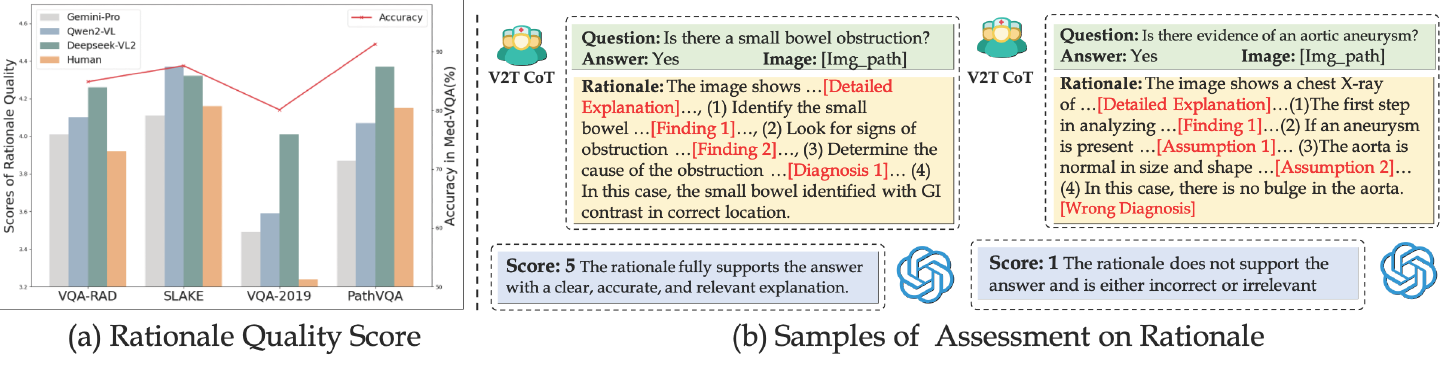 Gemini-Pro
Qwen2-VL
Deepseek-VL2
Human
Accuracy
Scores of Rationale Quality
4.6
4.4
4.2
4.0
3.8
3.6
3.4
3.2
Accuracy in Med-VQA(%)
90
80
70
60
50
VQA-RAD SLAKE VQA-2019 PathVQA
(a) Rationale Quality Score
V2T CoT
Question: Is there a small bowel obstruction?
Answer: Yes Image: [Img_path]
Rationale: The image shows ...[Detailed
Explanation]..., (1) Identify the small
bowel ...[Finding 1]..., (2) Look for signs of
obstruction ...[Finding 2]..., (3) Determine the
cause of the obstruction ...[Diagnosis 1]... (4)
In this case, the small bowel identified with GI
contrast in correct location.
Score: 5 The rationale fully supports the answer
with a clear, accurate, and relevant explanation.
V2T CoT
Question: Is there evidence of an aortic aneurysm?
Answer: Yes Image: [Img_path]
Rationale: The image shows a chest X-ray
of ...[Detailed Explanation]...(1)The first step
in analyzing ...[Finding 1]...(2) If an aneurysm
is present ...[Assumption 1]... (3)The aorta is
normal in size and shape ...[Assumption 2]...
(4) In this case, there is no bulge in the aorta.
[Wrong Diagnosis]
Score: 1 The rationale does not support the
answer and is either incorrect or irrelevant
(b) Samples of Assessment on Rationale